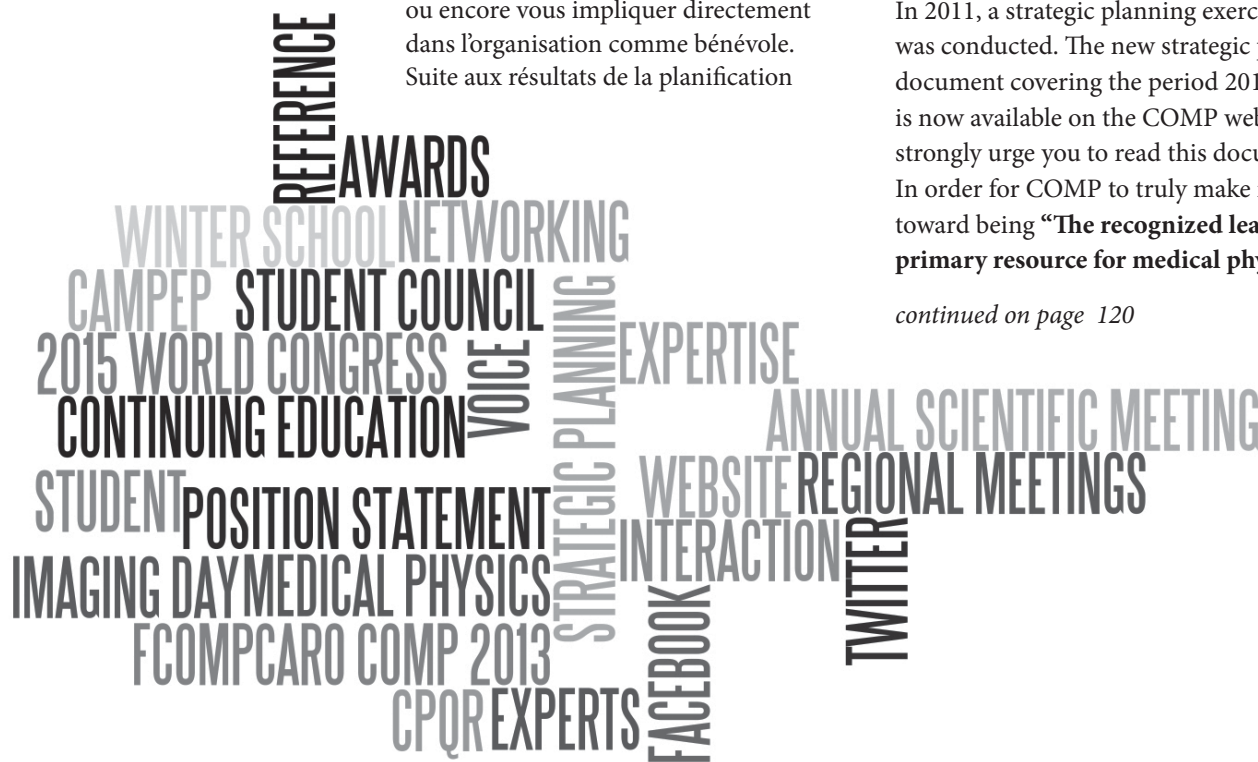 ou encore vous impliquer directement
dans l'organisation comme bénévole.
Suite aux résultats de la planification
In 2011, a strategic planning exerc
was conducted. The new strategic
document covering the period 201
is now available on the COMP web
strongly urge you to read this docu
In order for COMP to truly make
toward being “The recognized lea
primary resource for medical phy
continued on page 120
REFERENCE
AWARDS
WINTER SCHOOL NETWORKING
CAMPEP STUDENT COUNCIL
2015 WORLD CONGRESS
VOICE
STRATEGIC PLANNING
EXPERTISE
CONTINUING EDUCATION
ANNUAL SCIENTIFIC MEETING
STUDENT POSITION STATEMENT
WEBSITE REGIONAL MEETINGS
INTERACTION
TWITTER
IMAGING DAY MEDICAL PHYSICS
FCOMP CARO COMP 2013
FACEBOOK
CPQR EXPERTS